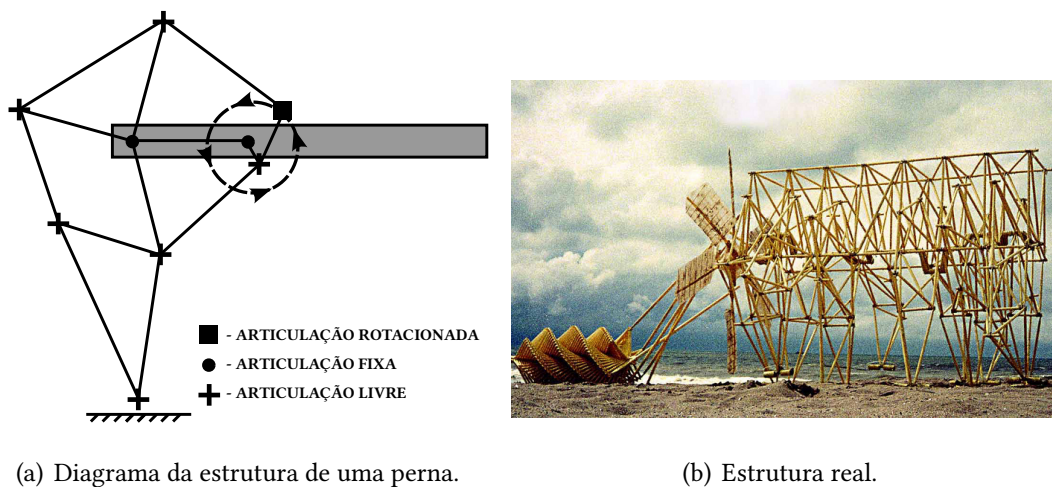 - ARTICULAÇÃO ROTACIONADA
- ARTICULAÇÃO FIXA
- ARTICULAÇÃO LIVRE
(a) Diagrama da estrutura de uma perna.
(b) Estrutura real.